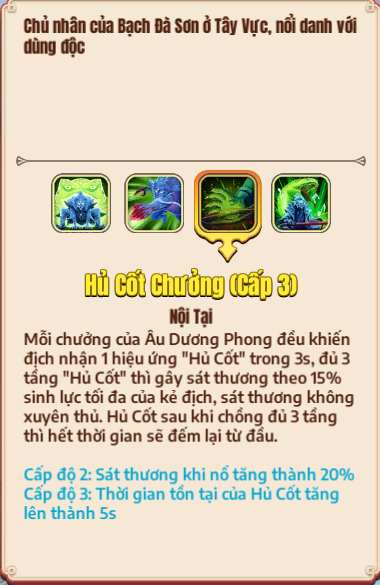 Chủ nhân của Bạch Đà Sơn ở Tây Vực, nổi danh với
dùng độc
Hủ Cốt Chưởng (Cấp 3)
Nội Tại
Mỗi chưởng của Âu Dương Phong đều khiến
địch nhận 1 hiệu ứng "Hủ Cốt" trong 3s, đủ 3
tầng "Hủ Cốt" thì gây sát thương theo 15%
sinh lực tối đa của kẻ địch, sát thương không
xuyên thủ. Hủ Cốt sau khi chồng đủ 3 tầng
thì hết thời gian sẽ đếm lại từ đầu.
Cấp độ 2: Sát thương khi nổ tăng thành 20%
Cấp độ 3: Thời gian tồn tại của Hủ Cốt tăng
lên thành 5s